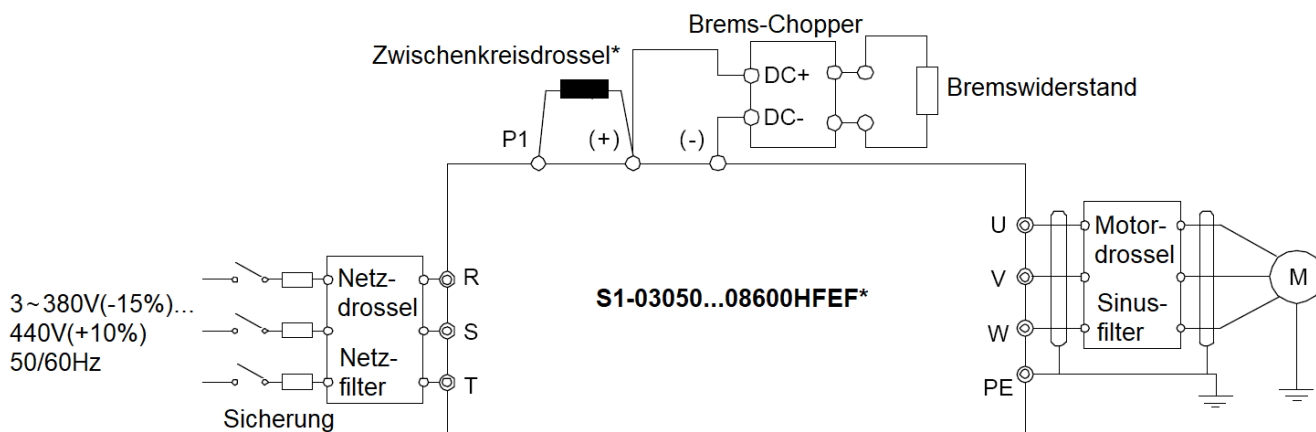 Brems-Chopper
Zwischenkreisdrossel*
DC+
DC-
Bremswiderstand
P1
(+)
(-)
3~380V(-15%)...
440V(+10%)
50/60Hz
Sicherung
Netz-
drossel
Netz-
filter
R
S
T
S1-03050...08600HFEF*
U
V
W
PE
Motor-
drossel
Sinus-
filter
M